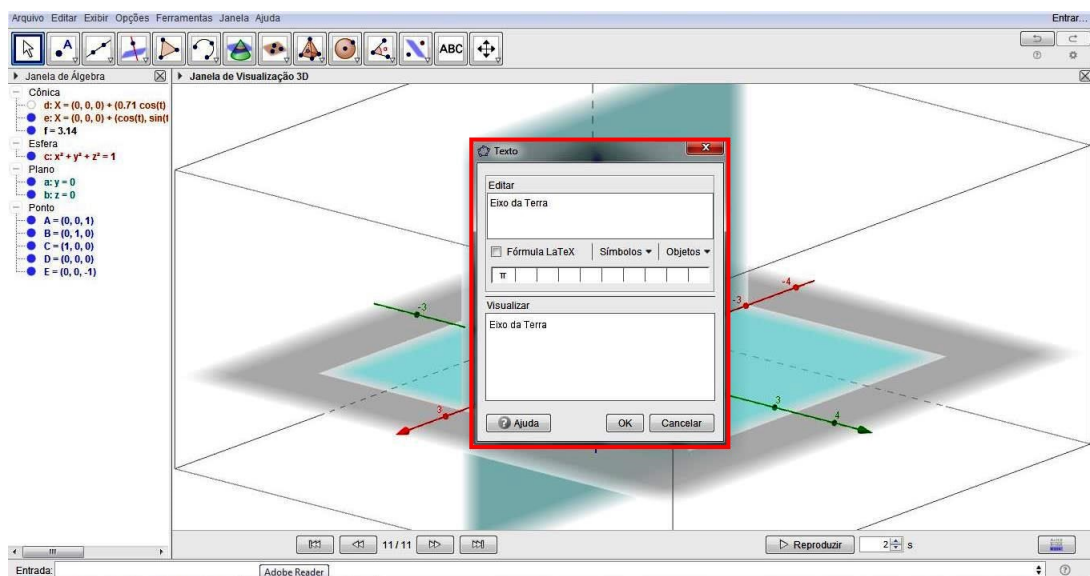 Arquivo Editar Exibir Opções Ferramentas Janela Ajuda
Entrar...
A
ABC
Janela de Álgebra
Janela de Visualização 3D
Cônica
d: X = (0, 0, 0) + (0.71 cos(t)
e: X = (0, 0, 0) + (cos(t), sin(t
f = 3.14
Esfera
c: x² + y² + z² = 1
Plano
a: y = 0
b: z = 0
Ponto
A = (0, 0, 1)
B = (0, 1, 0)
C = (1, 0, 0)
D = (0, 0, 0)
E = (0, 0, -1)
Texto
Editar
Eixo da Terra
Fórmula LaTeX
Símbolos
Objetos
π
Visualizar
Eixo da Terra
Ajuda
OK
Cancelar
-4
-3
-3
3
3
4
11 / 11
Reproduzir
2 s
Entrada:
Adobe Reader